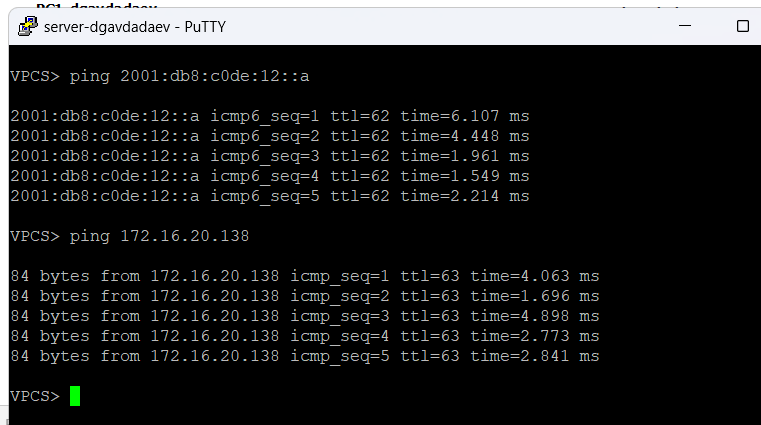 server-dgavdadaev - PuTTY
VPCS> ping 2001:db8:c0de:12::a
2001:db8:c0de:12::a icmp6_seq=1 ttl=62 time=6.107 ms
2001:db8:c0de:12::a icmp6_seq=2 ttl=62 time=4.448 ms
2001:db8:c0de:12::a icmp6_seq=3 ttl=62 time=1.961 ms
2001:db8:c0de:12::a icmp6_seq=4 ttl=62 time=1.549 ms
2001:db8:c0de:12::a icmp6_seq=5 ttl=62 time=2.214 ms
VPCS> ping 172.16.20.138
84 bytes from 172.16.20.138 icmp_seq=1 ttl=63 time=4.063 ms
84 bytes from 172.16.20.138 icmp_seq=2 ttl=63 time=1.696 ms
84 bytes from 172.16.20.138 icmp_seq=3 ttl=63 time=4.898 ms
84 bytes from 172.16.20.138 icmp_seq=4 ttl=63 time=2.773 ms
84 bytes from 172.16.20.138 icmp_seq=5 ttl=63 time=2.841 ms
VPCS>